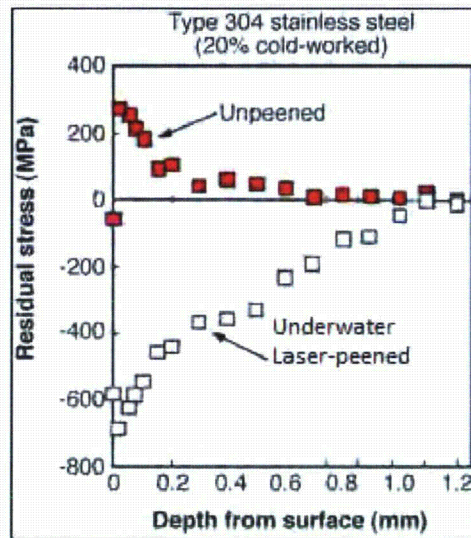 Type 304 stainless steel
(20% cold-worked)
400
200
0
-200
-400
-600
-800
Residual stress (MPa)
Unpeened
Underwater
Laser-peened
0 0.2 0.4 0.6 0.8 1.0 1.2
Depth from surface (mm)